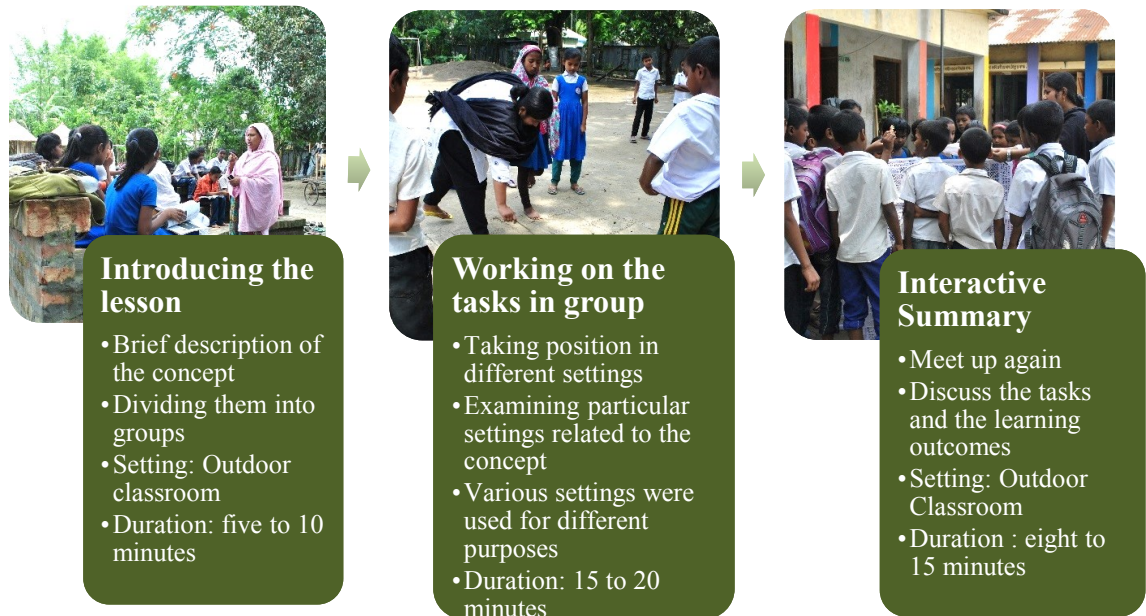 Introducing the
lesson
•Brief description of
the concept
•Dividing them into
groups
•Setting: Outdoor
classroom
•Duration: five to 10
minutes
Working on the
tasks in group
•Taking position in
different settings
•Examining particular
settings related to the
concept
•Various settings were
used for different
purposes
•Duration: 15 to 20
minutes
Interactive
Summary
•Meet up again
•Discuss the tasks
and the learning
outcomes
•Setting: Outdoor
Classroom
•Duration : eight to
15 minutes